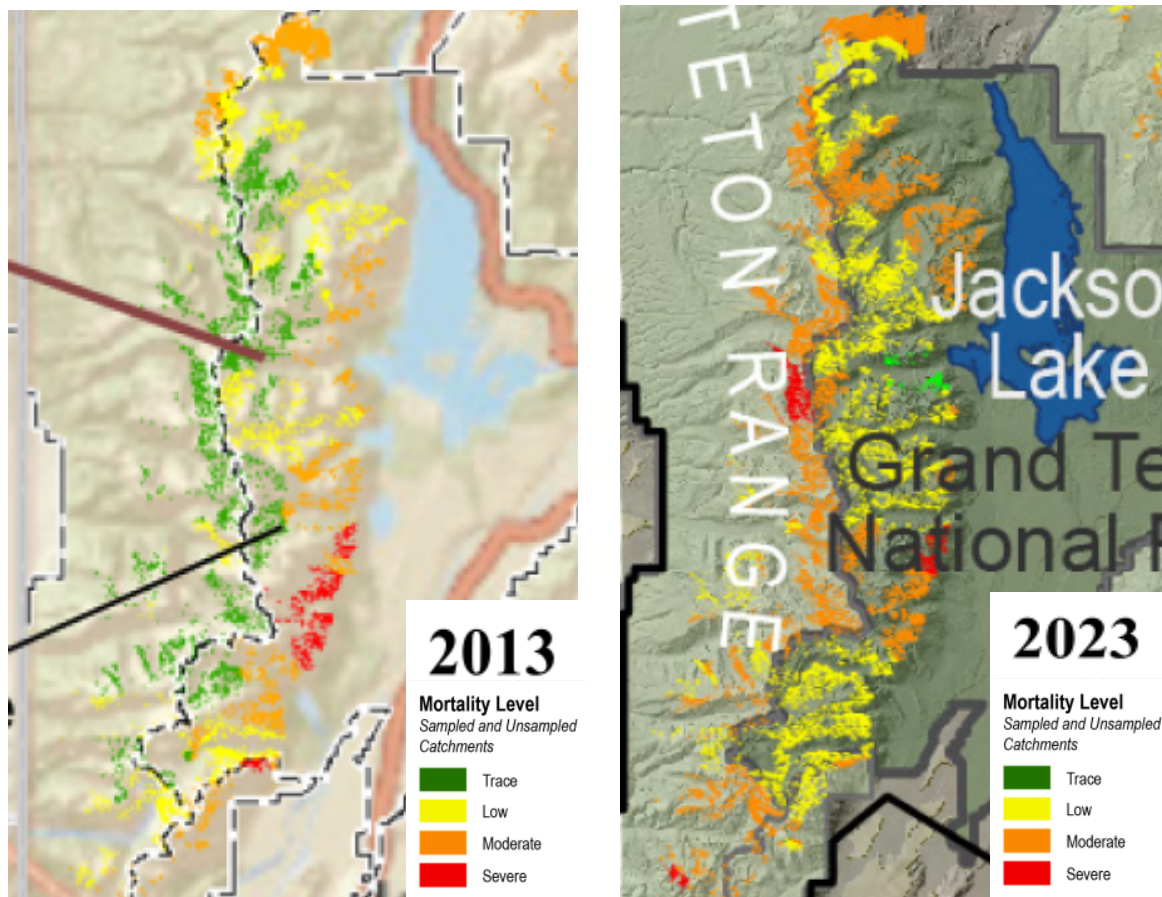 2013
Mortality Level
Sampled and Unsampled
Catchments
Trace
Low
Moderate
Severe
TETON RANGE
Jackso
Lake
Grand Te
National P
2023
Mortality Level
Sampled and Unsampled
Catchments
Trace
Low
Moderate
Severe